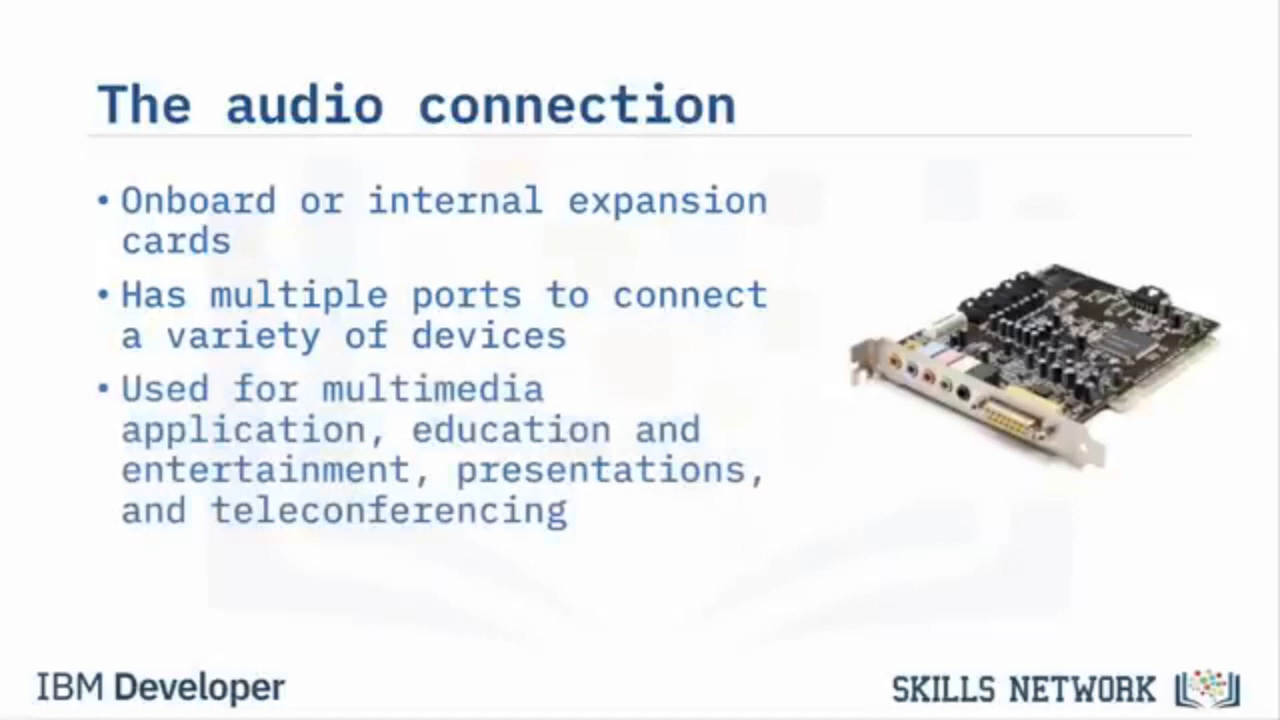 The audio connection
• Onboard or internal expansion
cards
• Has multiple ports to connect
a variety of devices
• Used for multimedia
application, education and
entertainment, presentations,
and teleconferencing
IBM Developer
SKILLS NETWORK